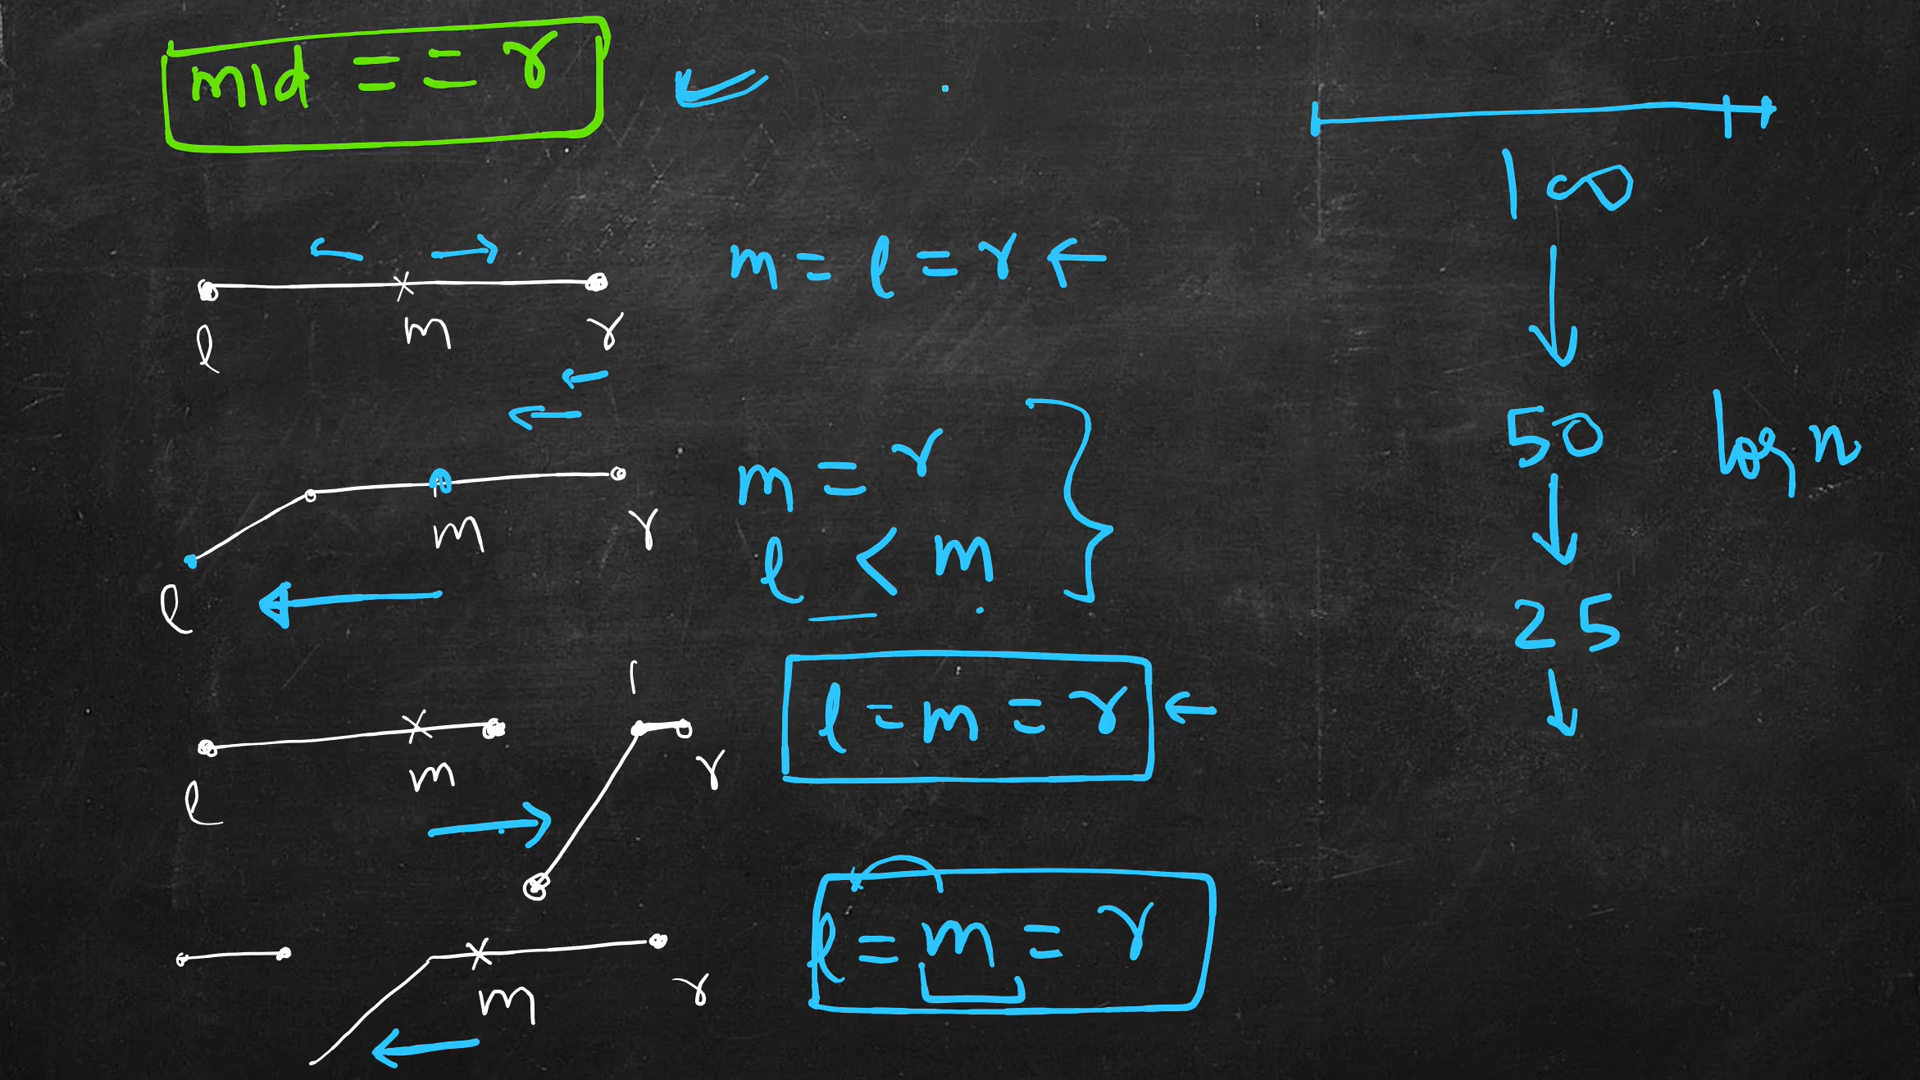 mid == r
m = l = r ←
l m r
m = r
l < m
l m r
l = m = r ←
l m r
l = m = r
m r
100
↓
50
↓
25
↓
log n